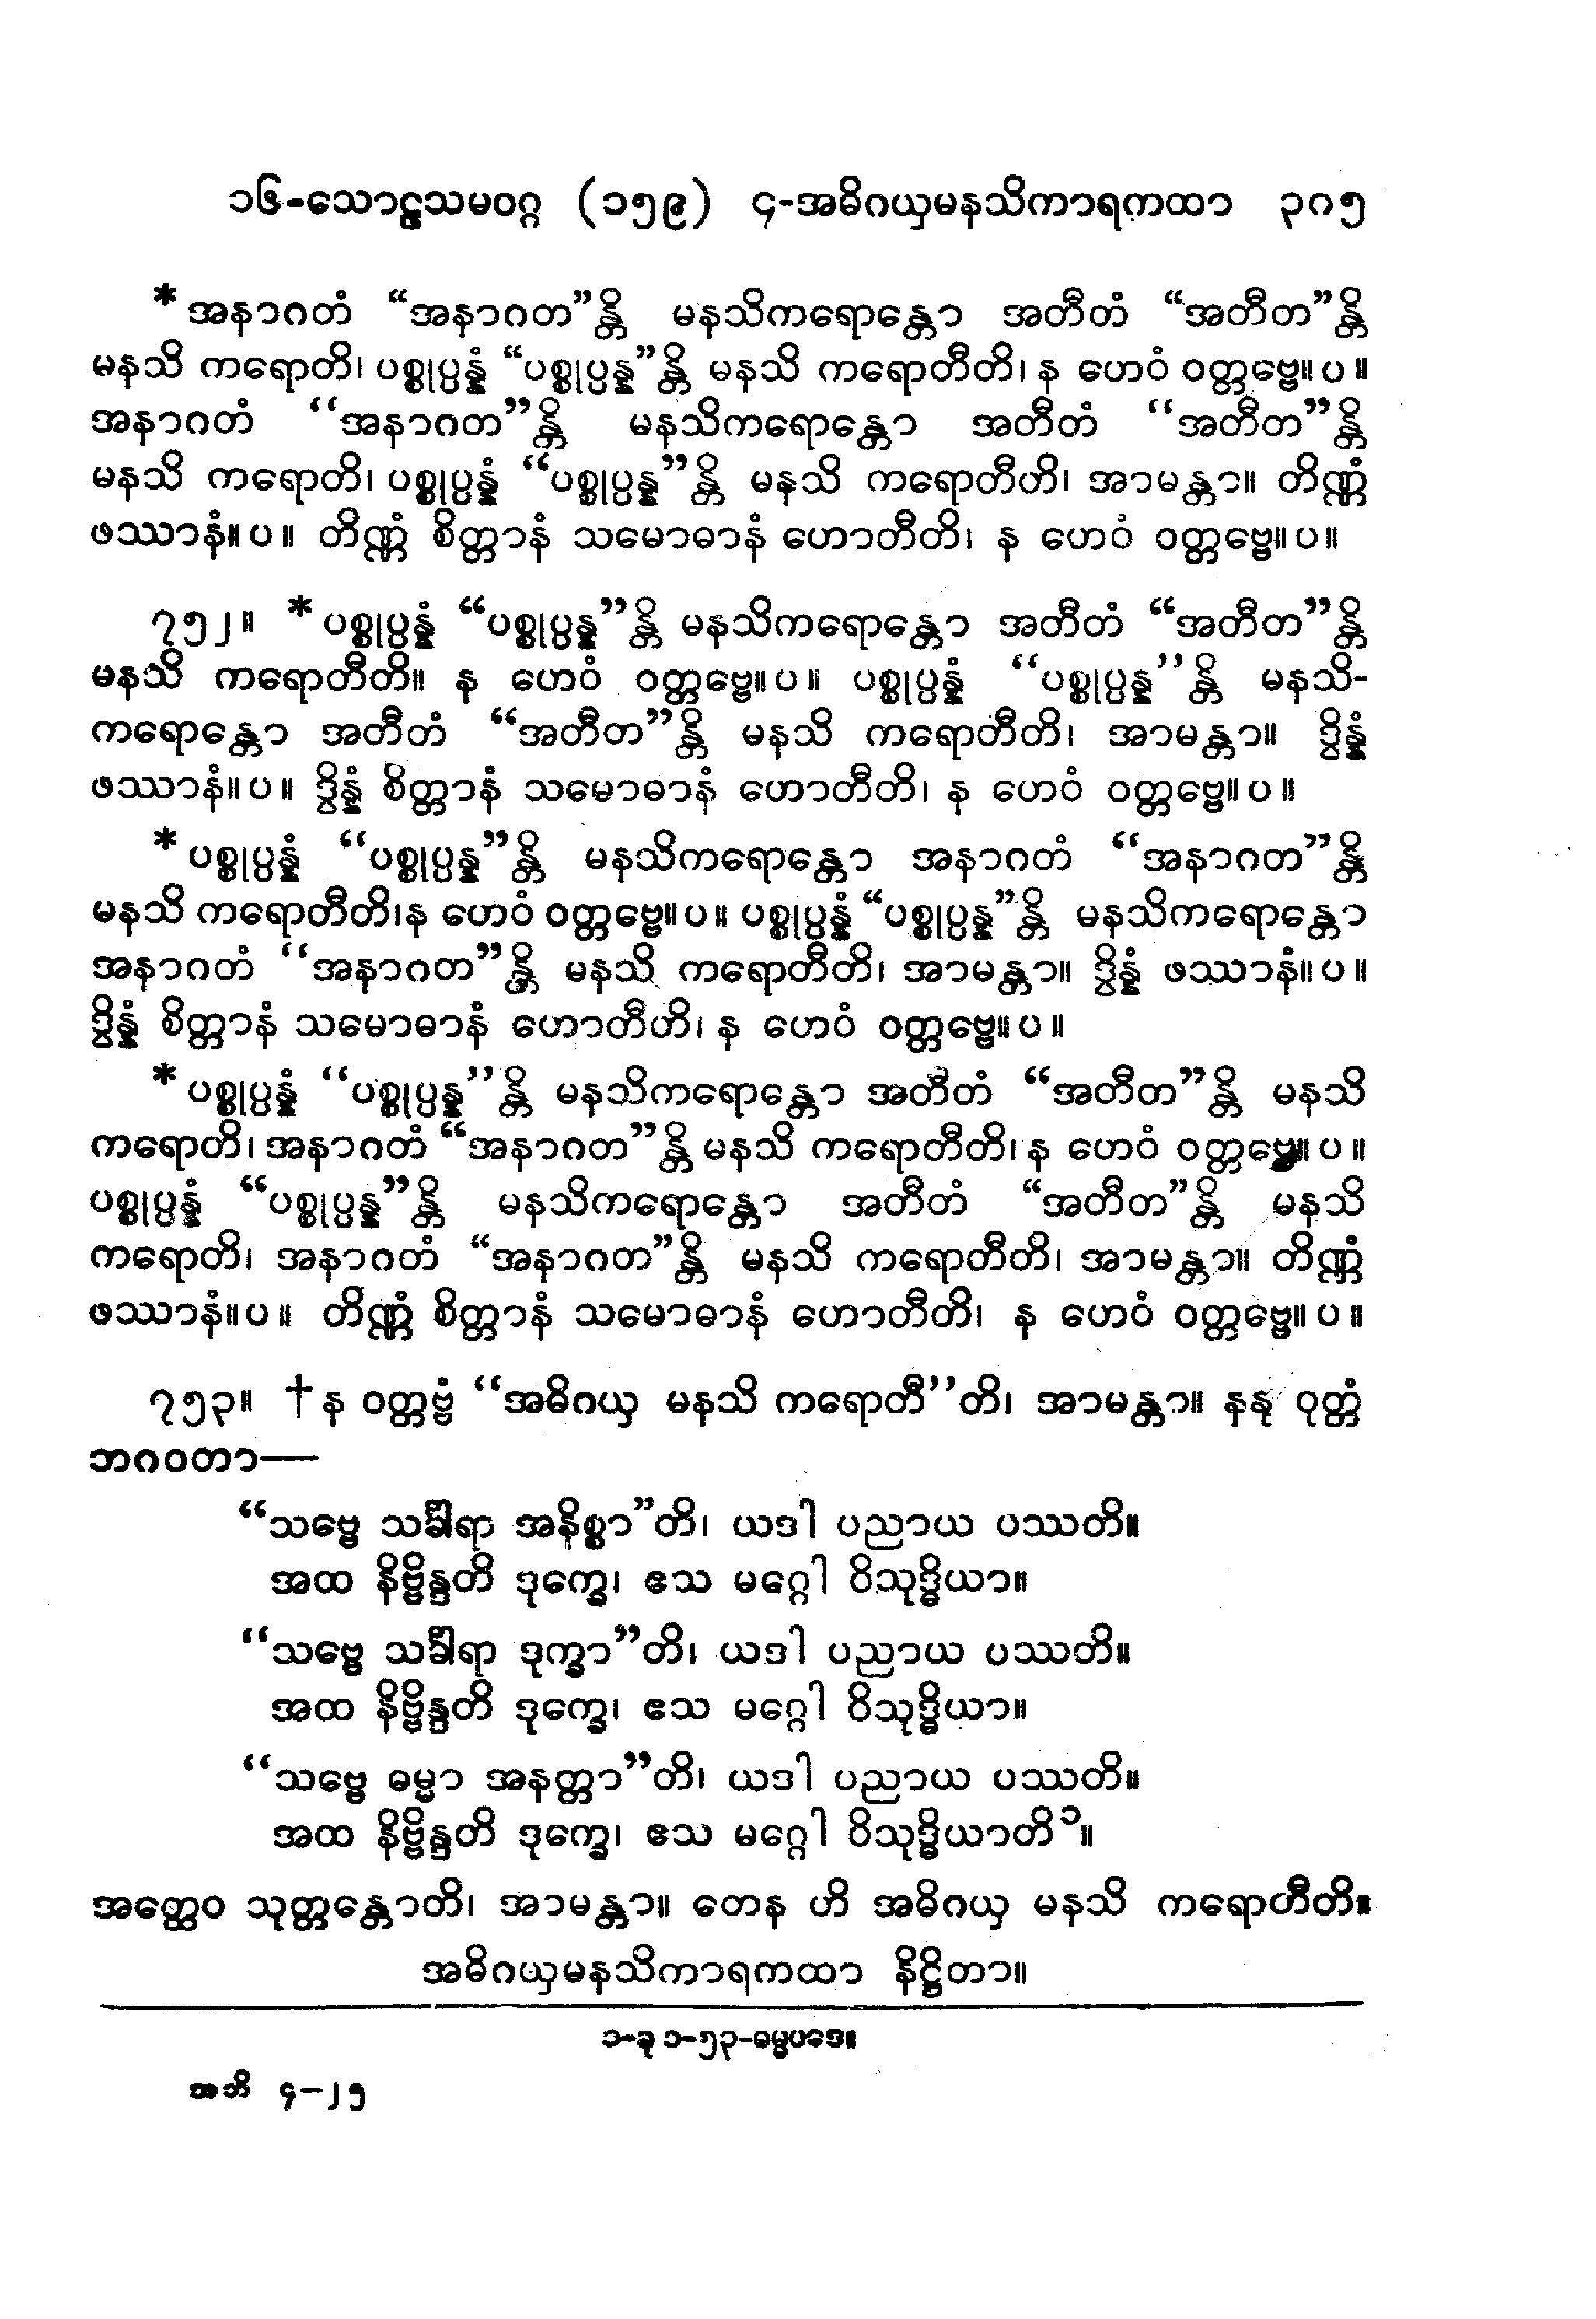 ၁၆-သောဠသမဝဂ္ဂ (၁၅၉) ၄-အဓိဂယှမနသိကာရကထာ ၃၈၅
*အနာဂတံ “အနာဂတ”န္တိ မနသိကရောန္တော အတီတံ “အတီတ”န္တိ
မနသိ ကရောတိ၊ ပစ္စုပ္ပန္နံ “ပစ္စုပ္ပန္န”န္တိ မနသိ ကရောတီတိ၊ န ဟေဝံ ဝတ္တဗ္ဗေ။ပ။
အနာဂတံ “အနာဂတ”န္တိ မနသိကရောန္တော အတီတံ “အတီတ”န္တိ
မနသိ ကရောတိ၊ ပစ္စုပ္ပန္နံ “ပစ္စုပ္ပန္န”န္တိ မနသိ ကရောတီတိ၊ အာမန္တာ။ တိဏ္ဏံ
ဖဿာနံ။ပ။ တိဏ္ဏံ စိတ္တာနံ သမောဓာနံ ဟောတီတိ၊ န ဟေဝံ ဝတ္တဗ္ဗေ။ပ။
၇၅၂။ *ပစ္စုပ္ပန္နံ “ပစ္စုပ္ပန္န”န္တိ မနသိကရောန္တော အတီတံ “အတီတ”န္တိ
မနသိ ကရောတီတိ။ န ဟေဝံ ဝတ္တဗ္ဗေ။ပ။ ပစ္စုပ္ပန္နံ “ပစ္စုပ္ပန္န”န္တိ မနသိ-
ကရောန္တော အတီတံ “အတီတ”န္တိ မနသိ ကရောတီတိ၊ အာမန္တာ။ ဒွိန္နံ
ဖဿာနံ။ပ။ ဒွိန္နံ စိတ္တာနံ သမောဓာနံ ဟောတီတိ၊ န ဟေဝံ ဝတ္တဗ္ဗေ။ပ။
*ပစ္စုပ္ပန္နံ “ပစ္စုပ္ပန္န”န္တိ မနသိကရောန္တော အနာဂတံ “အနာဂတ”န္တိ
မနသိ ကရောတီတိ၊န ဟေဝံ ဝတ္တဗ္ဗေ။ပ။ ပစ္စုပ္ပန္နံ “ပစ္စုပ္ပန္န”န္တိ မနသိကရောန္တော
အနာဂတံ “အနာဂတ”န္တိ မနသိ ကရောတီတိ၊ အာမန္တာ။ ဒွိန္နံ ဖဿာနံ။ပ။
ဒွိန္နံ စိတ္တာနံ သမောဓာနံ ဟောတီတိ၊ န ဟေဝံ ဝတ္တဗ္ဗေ။ပ။
*ပစ္စုပ္ပန္နံ “ပစ္စုပ္ပန္န”န္တိ မနသိကရောန္တော အတီတံ “အတီတ”န္တိ မနသိ
ကရောတိ၊ အနာဂတံ “အနာဂတ”န္တိ မနသိ ကရောတီတိ၊ န ဟေဝံ ဝတ္တဗ္ဗေ။ပ။
ပစ္စုပ္ပန္နံ “ပစ္စုပ္ပန္န”န္တိ မနသိကရောန္တော အတီတံ “အတီတ”န္တိ မနသိ
ကရောတိ၊ အနာဂတံ “အနာဂတ”န္တိ မနသိ ကရောတီတိ၊ အာမန္တာ။ တိဏ္ဏံ
ဖဿာနံ။ပ။ တိဏ္ဏံ စိတ္တာနံ သမောဓာနံ ဟောတီတိ၊ န ဟေဝံ ဝတ္တဗ္ဗေ။ပ။
၇၅၃။ †န ဝတ္တဗ္ဗံ “အဓိဂယှ မနသိ ကရောတီ”တိ၊ အာမန္တာ။ နနု ဝုတ္တံ
ဘဂဝတာ—
“သဗ္ဗေ သင်္ခါရာ အနိစ္စာ”တိ၊ ယဒါ ပညာယ ပဿတိ။
အထ နိဗ္ဗိန္ဒတိ ဒုက္ခေ၊ ဧသ မဂ္ဂေါ ဝိသုဒ္ဓိယာ။
“သဗ္ဗေ သင်္ခါရာ ဒုက္ခာ”တိ၊ ယဒါ ပညာယ ပဿတိ။
အထ နိဗ္ဗိန္ဒတိ ဒုက္ခေ၊ ဧသ မဂ္ဂေါ ဝိသုဒ္ဓိယာ။
“သဗ္ဗေ ဓမ္မာ အနတ္တာ”တိ၊ ယဒါ ပညာယ ပဿတိ။
အထ နိဗ္ဗိန္ဒတိ ဒုက္ခေ၊ ဧသ မဂ္ဂေါ ဝိသုဒ္ဓိယာတိ၁။
အတ္ထေဝ သုတ္တန္တောတိ၊ အာမန္တာ။ တေန ဟိ အဓိဂယှ မနသိ ကရောတီတိ။
အဓိဂယှမနသိကာရကထာ နိဋ္ဌိတာ။
၁-ခု ၁-၅၃-ဓမ္မပဒေ။
အဘိ ၄−၂၅